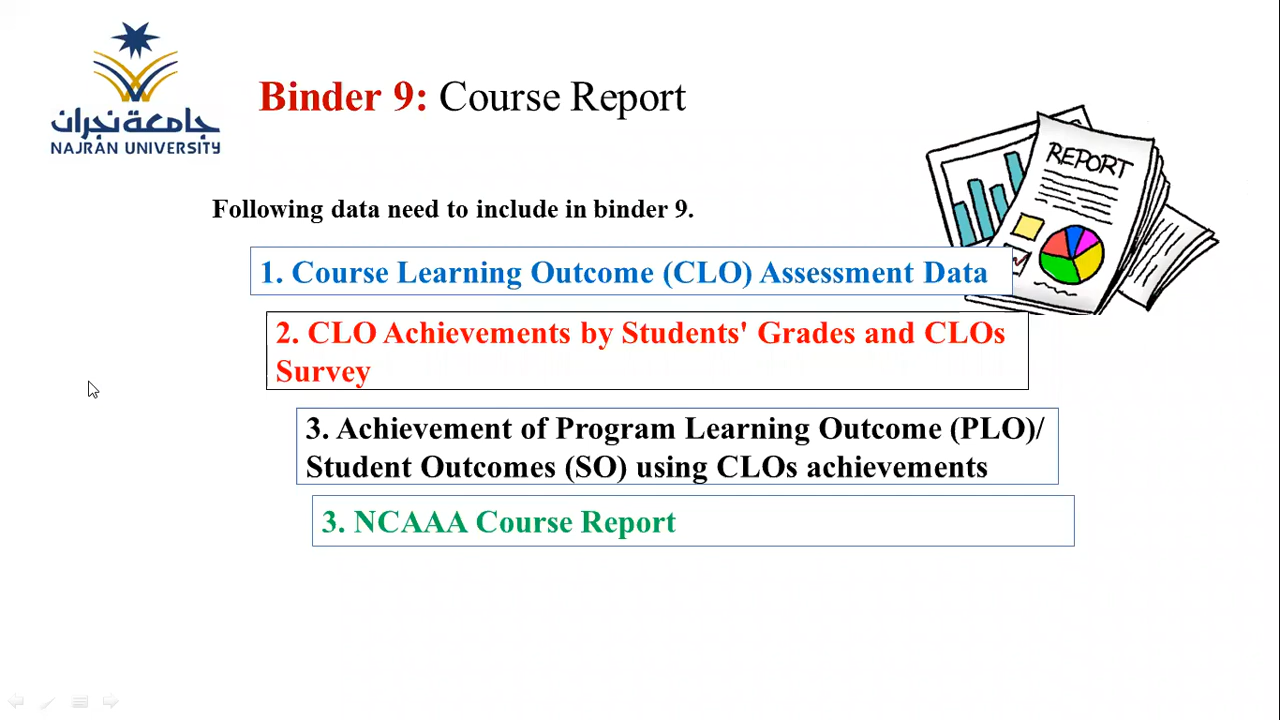 جامعة نجران
NAJRAN UNIVERSITY
Binder 9: Course Report
REPORT
Following data need to include in binder 9.
1. Course Learning Outcome (CLO) Assessment Data
2. CLO Achievements by Students' Grades and CLOs
Survey
3. Achievement of Program Learning Outcome (PLO)/
Student Outcomes (SO) using CLOs achievements
3. NCAAA Course Report